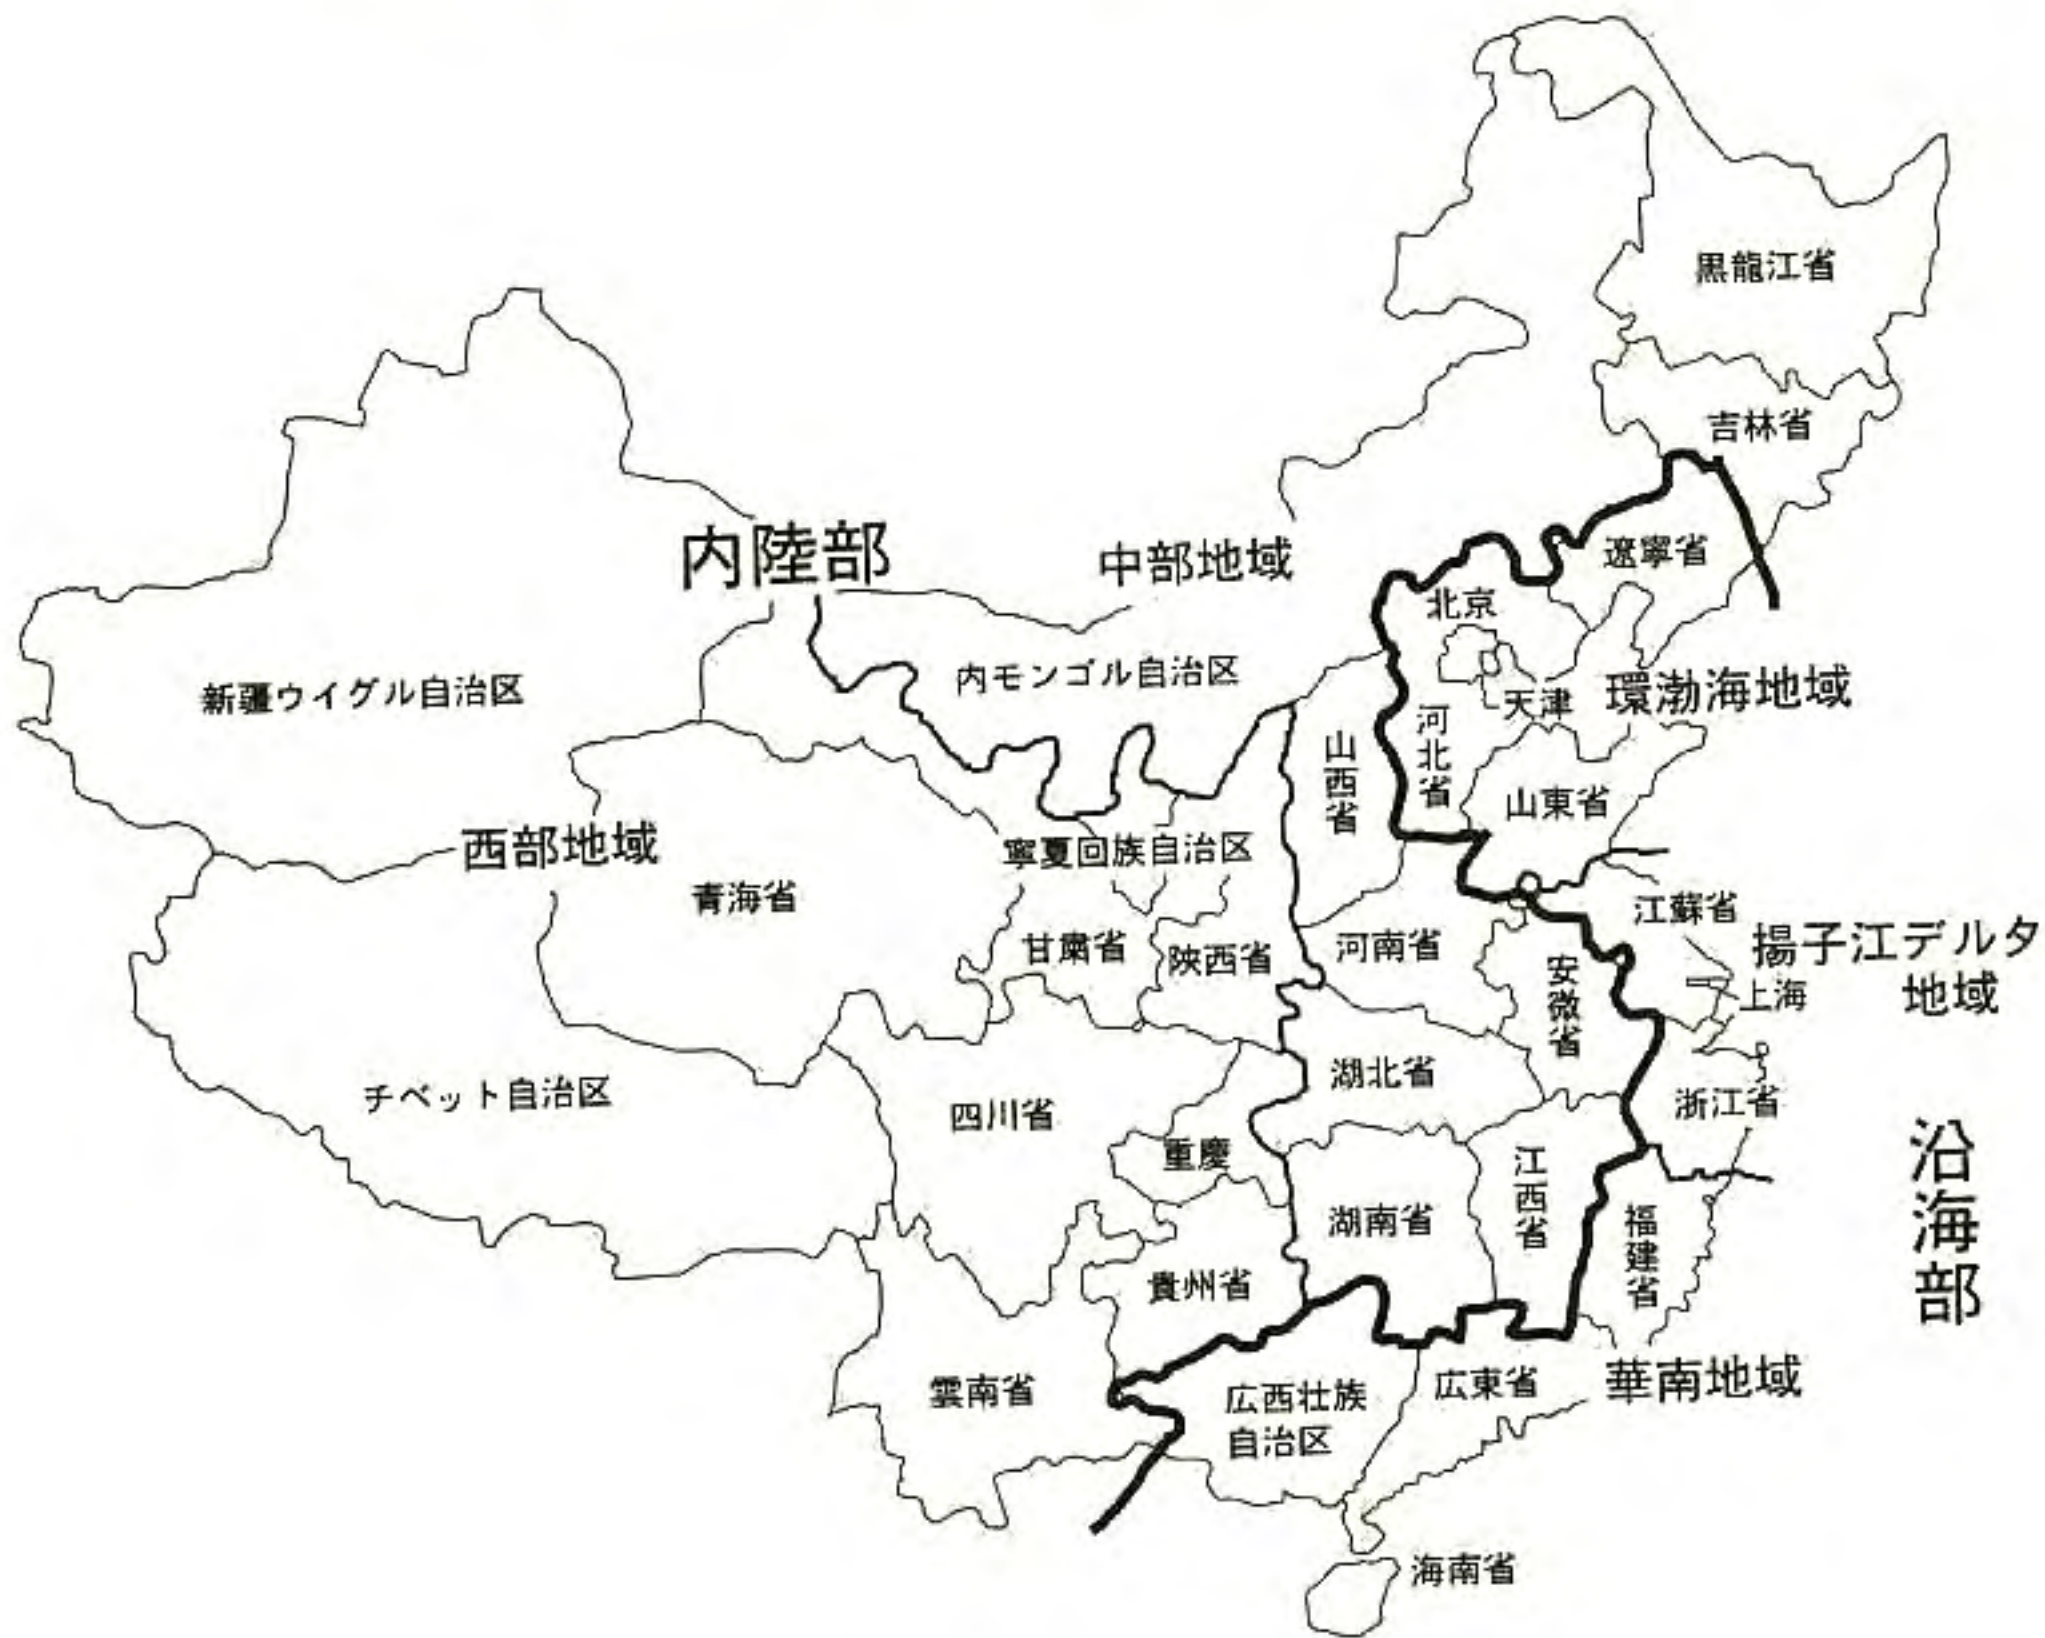 黒龍江省
吉林省
遼寧省
内陸部
中部地域
北京
内モンゴル自治区
新疆ウイグル自治区
天津
環渤海地域
河北省
山西省
山東省
西部地域
寧夏回族自治区
青海省
甘粛省
陝西省
河南省
江蘇省
揚子江デルタ
地域
上海
安微省
湖北省
チベット自治区
四川省
重慶
浙江省
沿海部
江西省
湖南省
福建省
貴州省
雲南省
広西壮族
自治区
広東省
華南地域
海南省